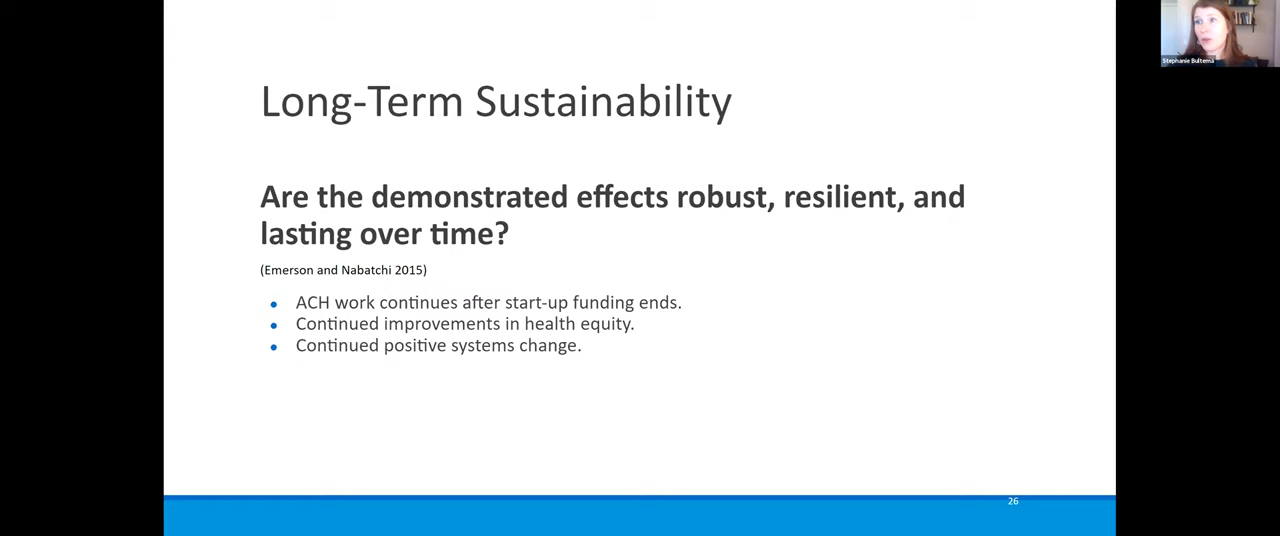 Stephanie Bultema
Long-Term Sustainability
Are the demonstrated effects robust, resilient, and
lasting over time?
(Emerson and Nabatchi 2015)
• ACH work continues after start-up funding ends.
• Continued improvements in health equity.
• Continued positive systems change.
26